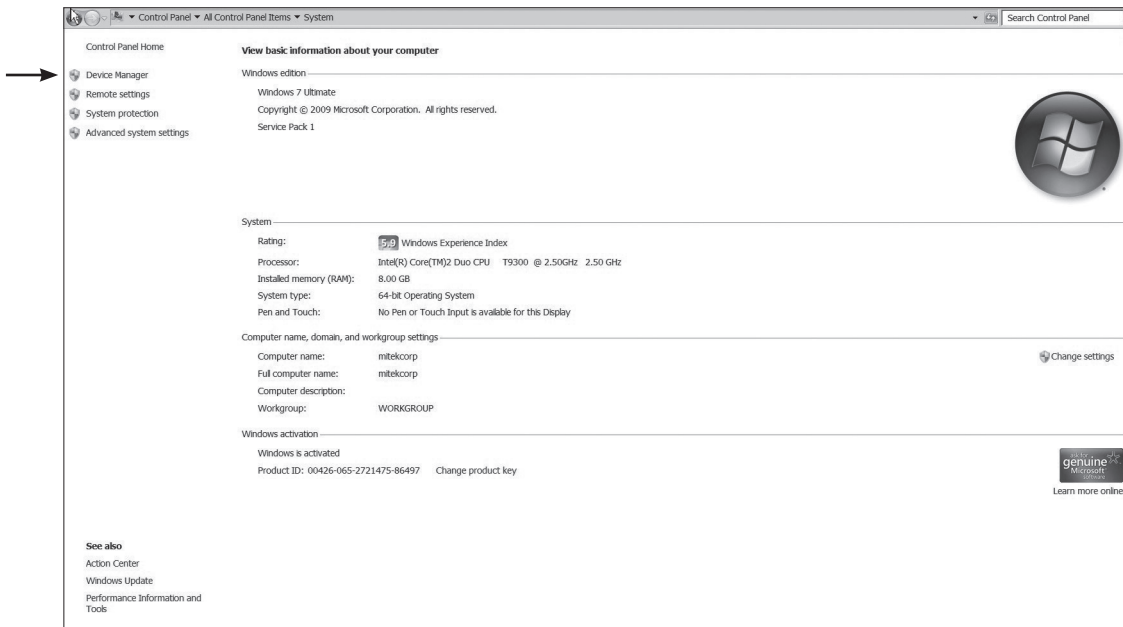 Control Panel ▾ All Control Panel Items ▾ System
Search Control Panel
Control Panel Home
Device Manager
Remote settings
System protection
Advanced system settings
View basic information about your computer
Windows edition
Windows 7 Ultimate
Copyright © 2009 Microsoft Corporation. All rights reserved.
Service Pack 1
System
Rating: 5,9 Windows Experience Index
Processor: Intel(R) Core(TM)2 Duo CPU T9300 @ 2.50GHz 2.50 GHz
Installed memory (RAM): 8.00 GB
System type: 64-bit Operating System
Pen and Touch: No Pen or Touch Input is available for this Display
Computer name, domain, and workgroup settings
Computer name: mitekcorp
Change settings
Full computer name: mitekcorp
Computer description:
Workgroup: WORKGROUP
Windows activation
Windows is activated
Product ID: 00426-065-2721475-86497 Change product key
ask for
genuine
Microsoft
software
Learn more online
See also
Action Center
Windows Update
Performance Information and
Tools